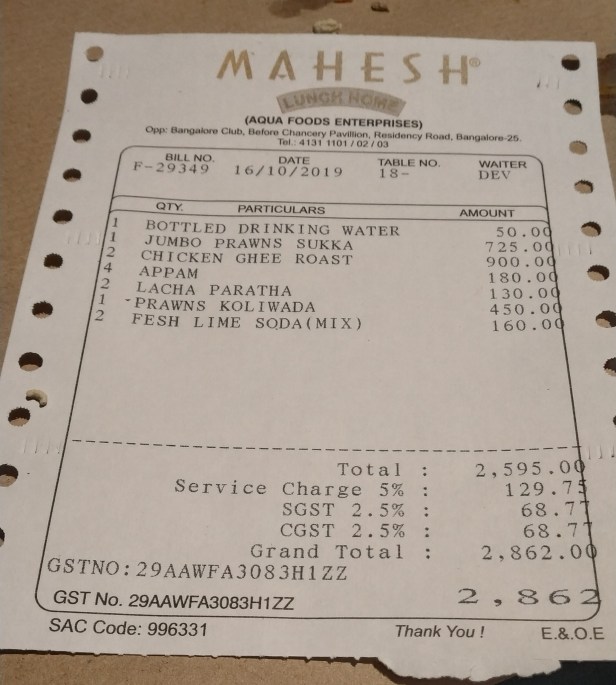 MAHESH®
LUNCH HOME
(AQUA FOODS ENTERPRISES)
Opp: Bangalore Club, Before Chancery Pavillion, Residency Road, Bangalore-25.
Tel.: 4131 1101 / 02 / 03
BILL NO. DATE TABLE NO. WAITER
F-29349 16/10/2019 18- DEV
QTY. PARTICULARS AMOUNT
1 BOTTLED DRINKING WATER 50.00
1 JUMBO PRAWNS SUKKA 725.00
2 CHICKEN GHEE ROAST 900.00
4 APPAM 180.00
2 LACHA PARATHA 130.00
1 -PRAWNS KOLIWADA 450.00
2 FESH LIME SODA(MIX) 160.00
Total : 2,595.00
Service Charge 5% : 129.75
SGST 2.5% : 68.77
CGST 2.5% : 68.77
Grand Total : 2,862.00
GSTNO:29AAWFA3083H1ZZ
GST No. 29AAWFA3083H1ZZ 2,862
SAC Code: 996331 Thank You ! E.&.O.E